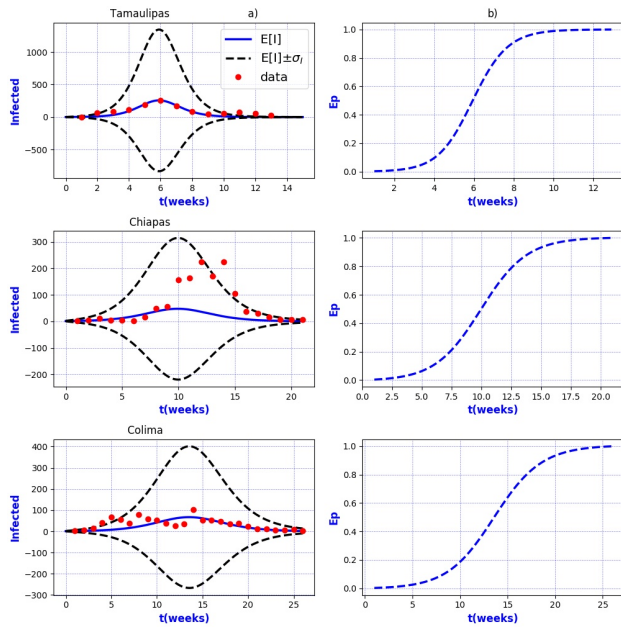 Tamaulipas a) b)
E[I]
E[I]±σI
data
1000
500
0
−500
Infected
0 2 4 6 8 10 12 14
t(weeks)
1.0
0.8
0.6
0.4
0.2
0.0
Ep
2 4 6 8 10 12
t(weeks)
Chiapas
300
200
100
0
−100
−200
Infected
0 5 10 15 20
t(weeks)
1.0
0.8
0.6
0.4
0.2
0.0
Ep
0.0 2.5 5.0 7.5 10.0 12.5 15.0 17.5 20.0
t(weeks)
Colima
400
300
200
100
0
−100
−200
−300
Infected
0 5 10 15 20 25
t(weeks)
1.0
0.8
0.6
0.4
0.2
0.0
Ep
0 5 10 15 20 25
t(weeks)